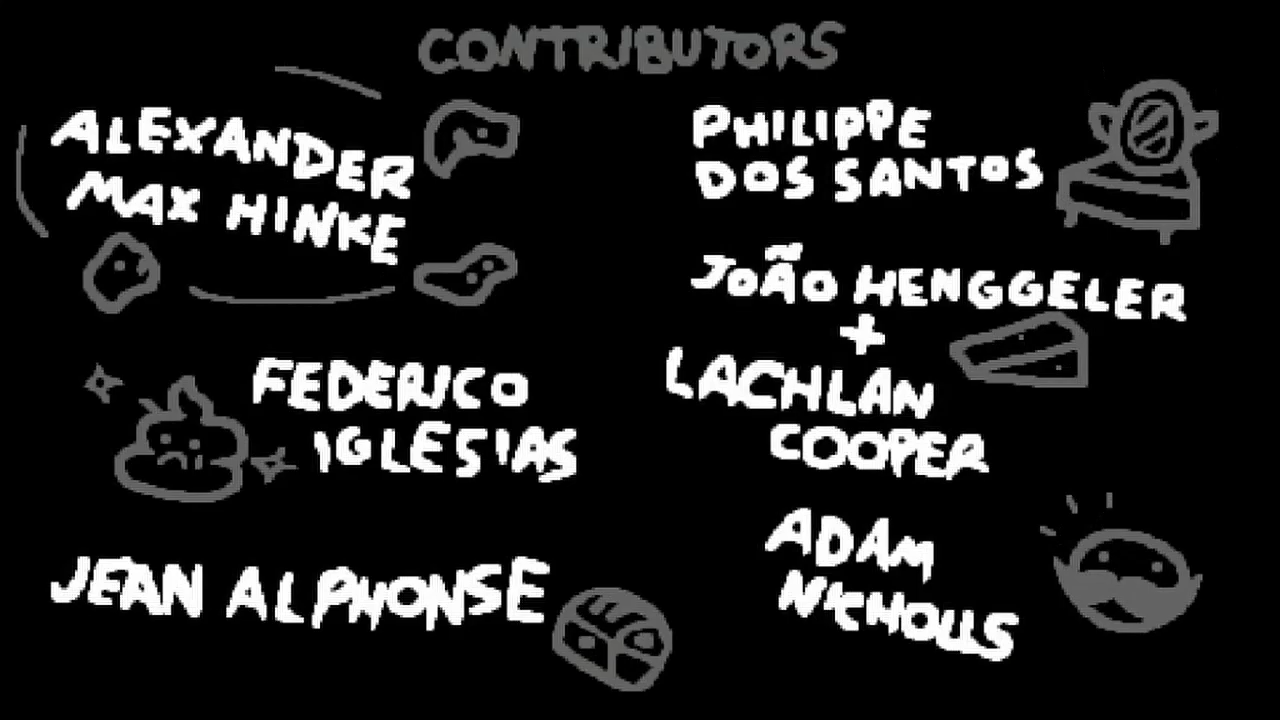 CONTRIBUTORS
ALEXANDER
MAX HINKE
FEDERICO
IGLESIAS
JEAN ALPHONSE
PHILIPPE
DOS SANTOS
JOÃO HENGGELER
+
LACHLAN
COOPER
ADAM
NICHOLLS